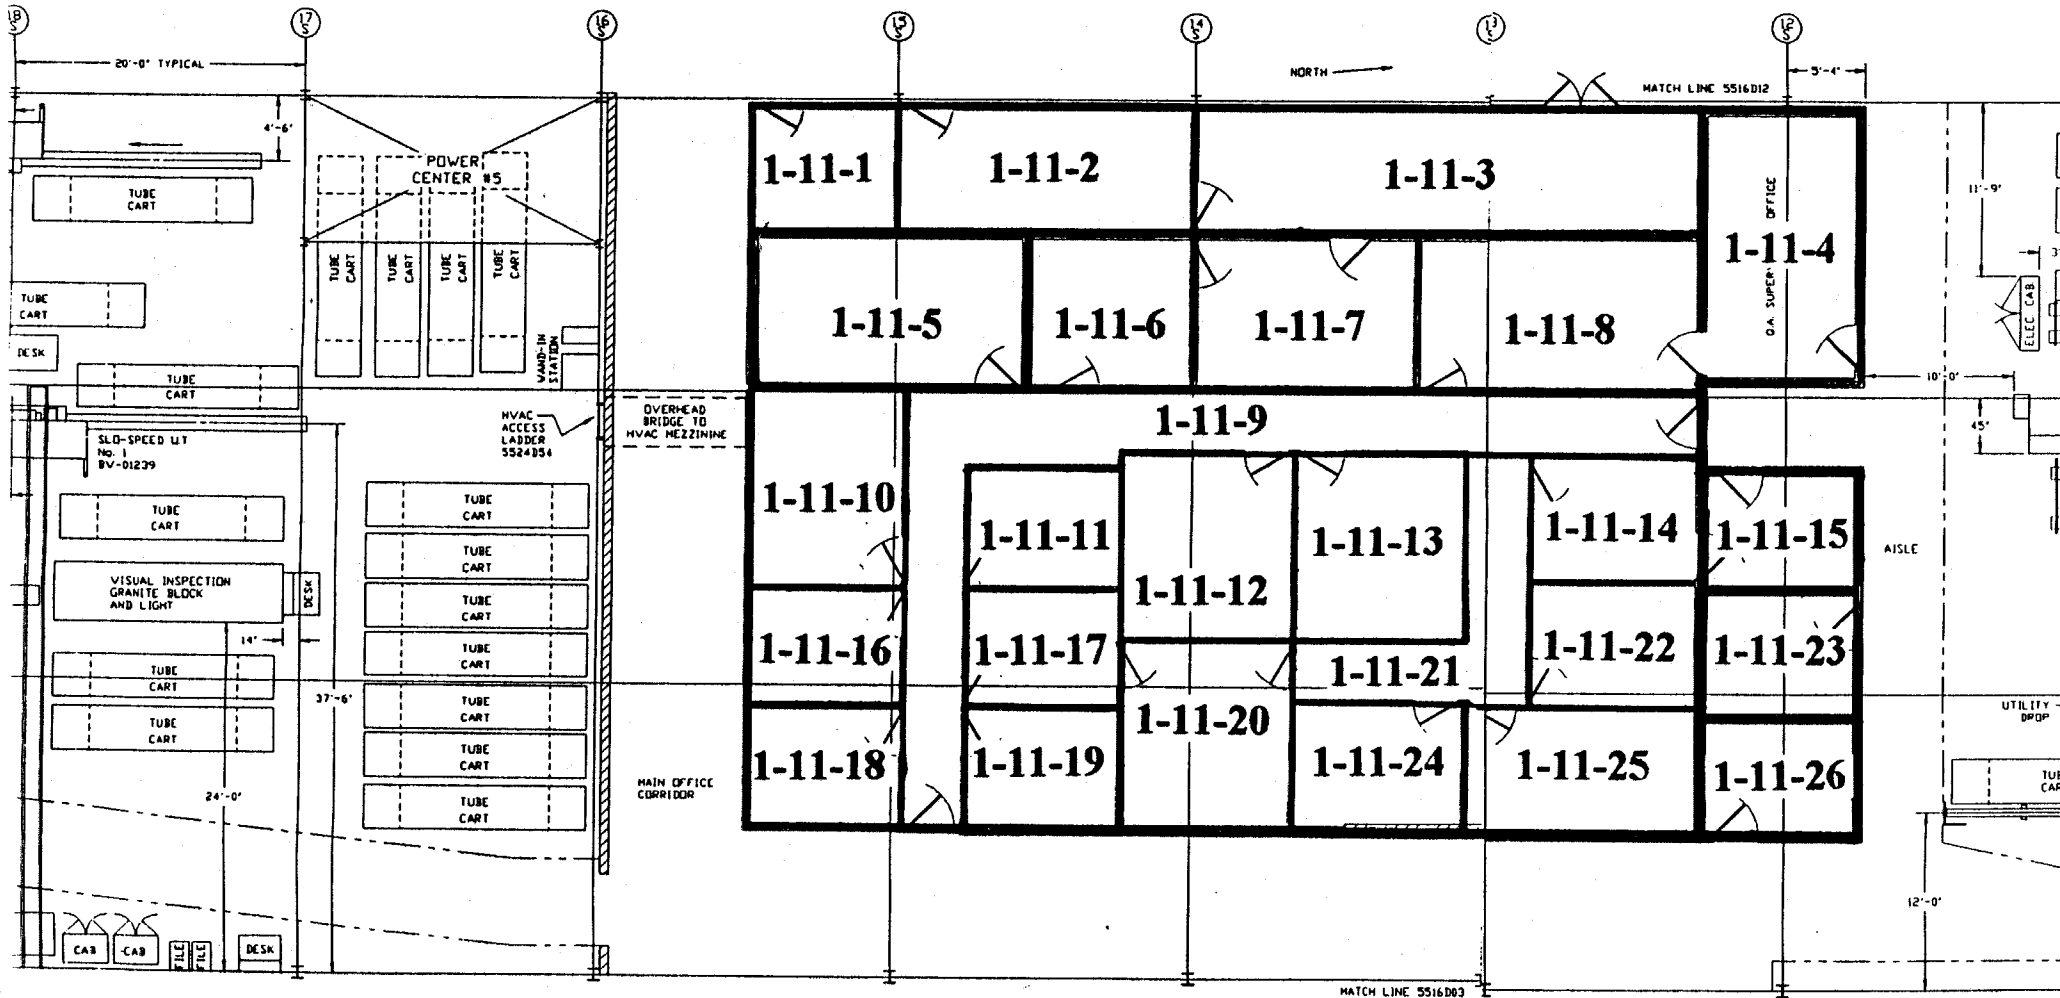 18
S
17
S
16
S
15
S
14
S
13
12
S
20'-0" TYPICAL
NORTH
5'-4"
MATCH LINE 5516D12
4'-6"
POWER
CENTER #5
TUBE
CART
TUBE
CART
TUBE
CART
TUBE
CART
TUBE
CART
TUBE
CART
DESK
TUBE
CART
WAND-IN
STATION
HVAC
ACCESS
LADDER
5524D54
OVERHEAD
BRIDGE TO
HVAC MEZZININE
SLO-SPEED UT
No. 1
BV-01239
TUBE
CART
VISUAL INSPECTION
GRANITE BLOCK
AND LIGHT
DESK
14"
TUBE
CART
TUBE
CART
37'-6"
24'-0"
TUBE
CART
TUBE
CART
TUBE
CART
TUBE
CART
TUBE
CART
TUBE
CART
TUBE
CART
CAB
CAB
FILE
FILE
DESK
MAIN OFFICE
CORRIDOR
1-11-1
1-11-2
1-11-3
Q.A. SUPER. OFFICE
1-11-4
1-11-5
1-11-6
1-11-7
1-11-8
1-11-9
1-11-10
1-11-11
1-11-12
1-11-13
1-11-14
1-11-15
1-11-16
1-11-17
1-11-18
1-11-19
1-11-20
1-11-21
1-11-22
1-11-23
1-11-24
1-11-25
1-11-26
11'-9"
ELEC CAB
10'-0"
45"
AISLE
UTILITY
DROP
12'-0"
MATCH LINE 5516D03